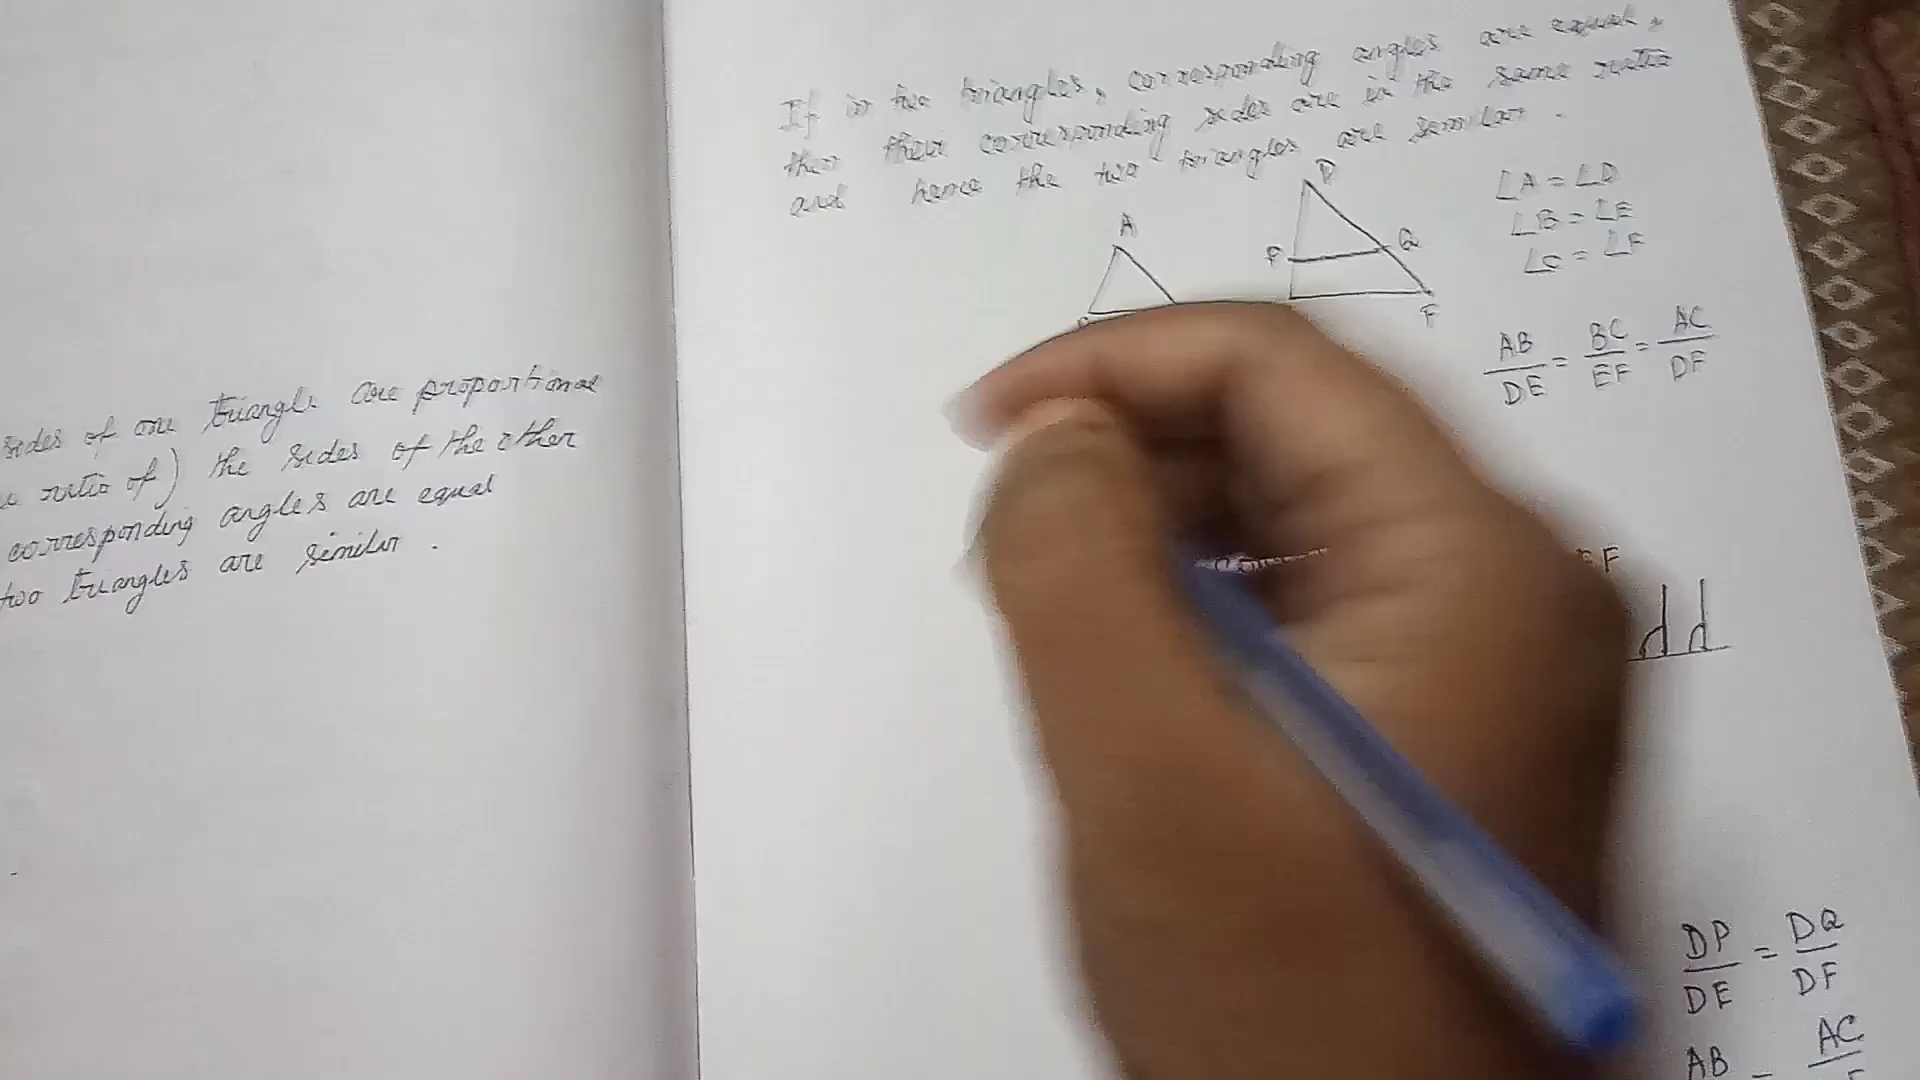 sides of one triangle are proportional
ratio of) the sides of the other
corresponding angles are equal
two triangles are similar .
If in two triangles, corresponding angles are equal,
then their corresponding sides are in the same ratio
and hence the two triangles are similar .
D
A
P
Q
F
∠A = ∠D
∠B = ∠E
∠C = ∠F
AB/DE = BC/EF = AC/DF
DP/DE = DQ/DF
AB = AC